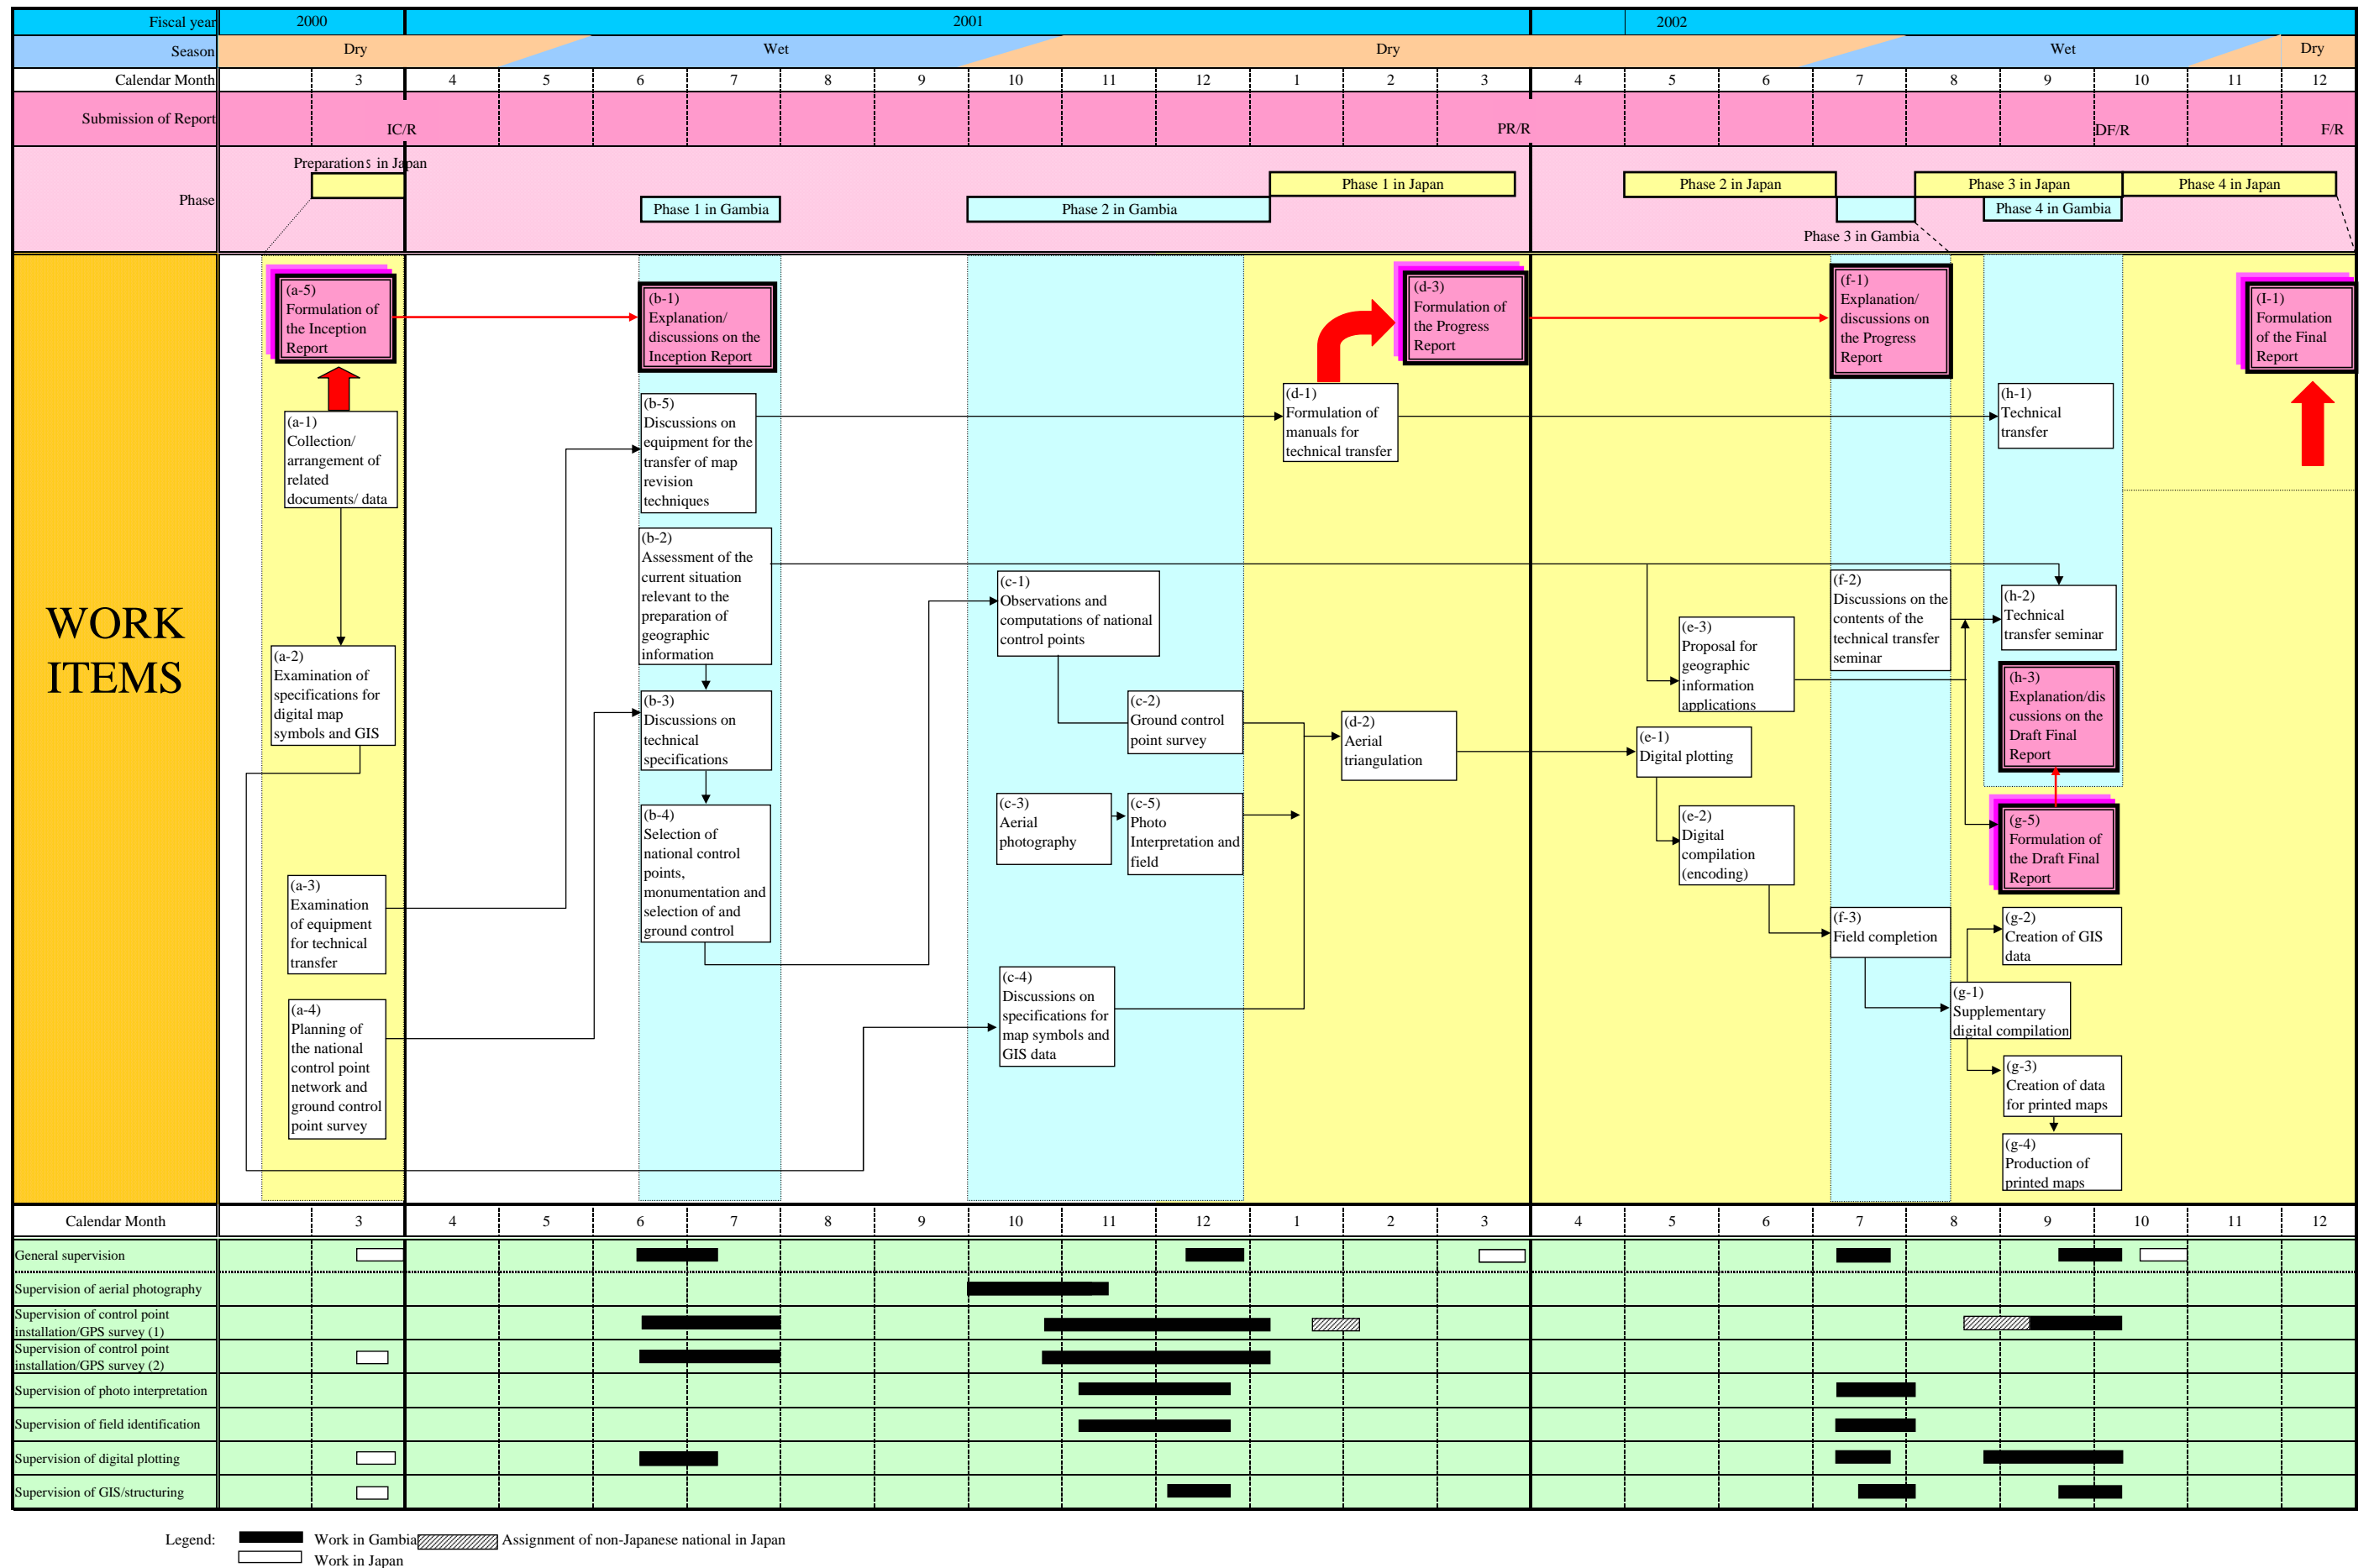 Fiscal year 2000 2001 2002
Season Dry Wet Dry Wet Dry
Calendar Month 3 4 5 6 7 8 9 10 11 12 1 2 3 4 5 6 7 8 9 10 11 12
Submission of Report IC/R PR/R DF/R F/R
Preparations in Japan
Phase
Phase 1 in Japan
Phase 2 in Japan
Phase 3 in Japan
Phase 4 in Japan
Phase 1 in Gambia
Phase 2 in Gambia
Phase 4 in Gambia
Phase 3 in Gambia
WORK
ITEMS
(a-5)
Formulation of
the Inception
Report
(a-1)
Collection/
arrangement of
related
documents/ data
(a-2)
Examination of
specifications for
digital map
symbols and GIS
(a-3)
Examination
of equipment
for technical
transfer
(a-4)
Planning of
the national
control point
network and
ground control
point survey
(b-1)
Explanation/
discussions on the
Inception Report
(b-5)
Discussions on
equipment for the
transfer of map
revision
techniques
(b-2)
Assessment of the
current situation
relevant to the
preparation of
geographic
information
(b-3)
Discussions on
technical
specifications
(b-4)
Selection of
national control
points,
monumentation and
selection of and
ground control
(c-1)
Observations and
computations of national
control points
(c-2)
Ground control
point survey
(c-3)
Aerial
photography
(c-5)
Photo
Interpretation and
field
(c-4)
Discussions on
specifications for
map symbols and
GIS data
(d-3)
Formulation of
the Progress
Report
(d-1)
Formulation of
manuals for
technical transfer
(d-2)
Aerial
triangulation
(e-3)
Proposal for
geographic
information
applications
(e-1)
Digital plotting
(e-2)
Digital
compilation
(encoding)
(f-1)
Explanation/
discussions on
the Progress
Report
(f-2)
Discussions on the
contents of the
technical transfer
seminar
(f-3)
Field completion
(h-1)
Technical
transfer
(h-2)
Technical
transfer seminar
(h-3)
Explanation/dis
cussions on the
Draft Final
Report
(g-5)
Formulation of
the Draft Final
Report
(g-2)
Creation of GIS
data
(g-1)
Supplementary
digital compilation
(g-3)
Creation of data
for printed maps
(g-4)
Production of
printed maps
(I-1)
Formulation
of the Final
Report
Calendar Month 3 4 5 6 7 8 9 10 11 12 1 2 3 4 5 6 7 8 9 10 11 12
General supervision
Supervision of aerial photography
Supervision of control point
installation/GPS survey (1)
Supervision of control point
installation/GPS survey (2)
Supervision of photo interpretation
Supervision of field identification
Supervision of digital plotting
Supervision of GIS/structuring
Legend: Work in Gambia Assignment of non-Japanese national in Japan
Work in Japan